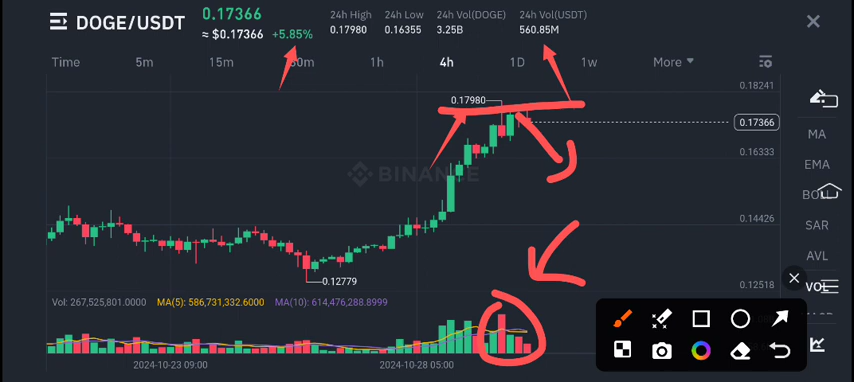 DOGE/USDT
0.17366
≈ $0.17366 +5.85%
24h High
0.17980
24h Low
0.16355
24h Vol(DOGE)
3.25B
24h Vol(USDT)
560.85M
Time 5m 15m 30m 1h 4h 1D 1w More
0.18241
0.17980
0.17366
0.16333
BINANCE
0.14426
0.12779
0.12518
MA
EMA
BOLL
SAR
AVL
VOL
Vol: 267,525,801.0000 MA(5): 586,731,332.6000 MA(10): 614,476,288.8999
2024-10-23 09:00 2024-10-28 05:00